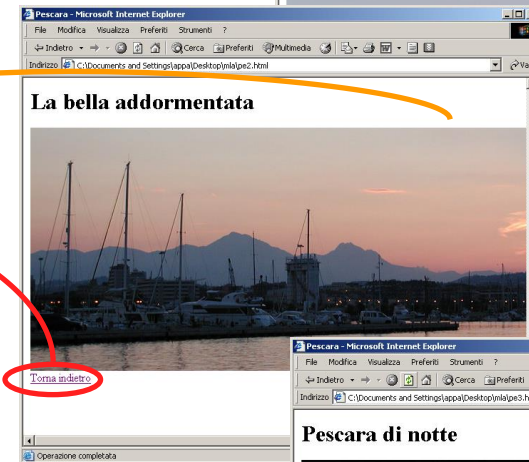 Pescara - Microsoft Internet Explorer
File Modifica Visualizza Preferiti Strumenti ?
Indietro Cerca Preferiti Multimedia
Indirizzo C:\Documents and Settings\appa\Desktop\mla\pe2.html Va
La bella addormentata
Torna indietro
Operazione completata
Pescara - Microsoft Internet Explorer
File Modifica Visualizza Preferiti Strumenti ?
Indietro Cerca Preferiti
Indirizzo C:\Documents and Settings\appa\Desktop\mla\pe3.h
Pescara di notte